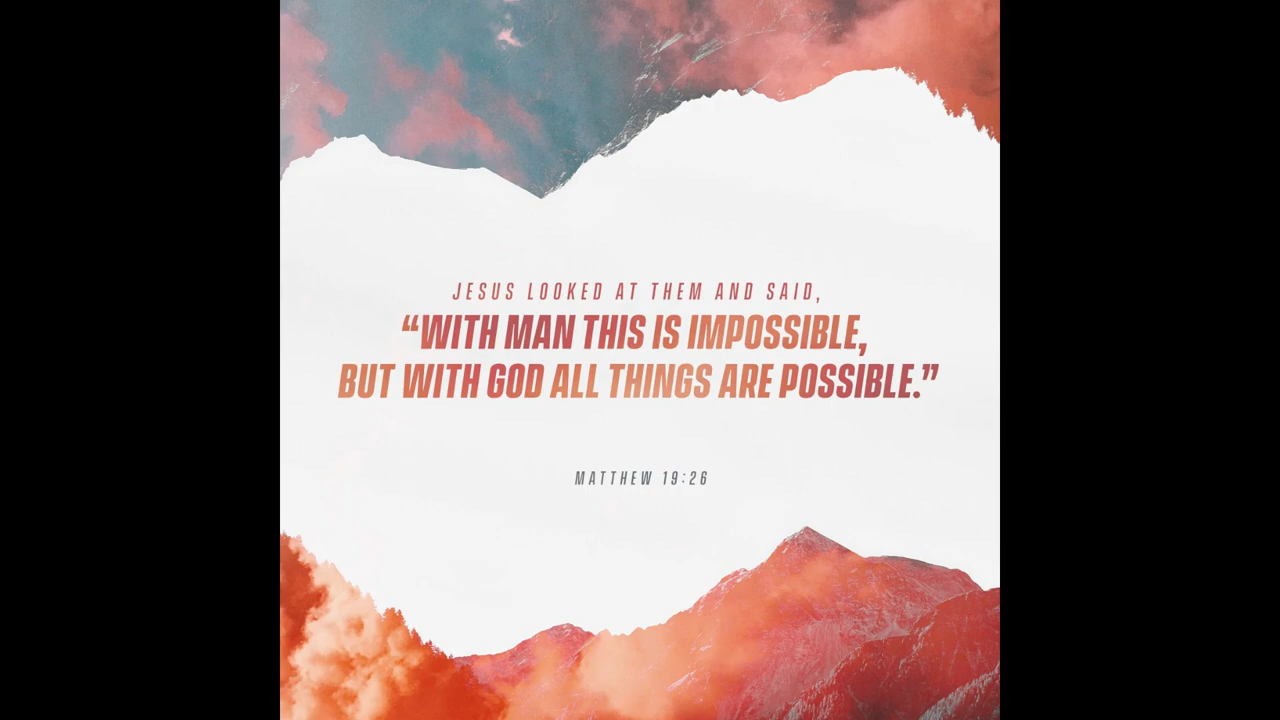 JESUS LOOKED AT THEM AND SAID,
“WITH MAN THIS IS IMPOSSIBLE,
BUT WITH GOD ALL THINGS ARE POSSIBLE.”
MATTHEW 19:26